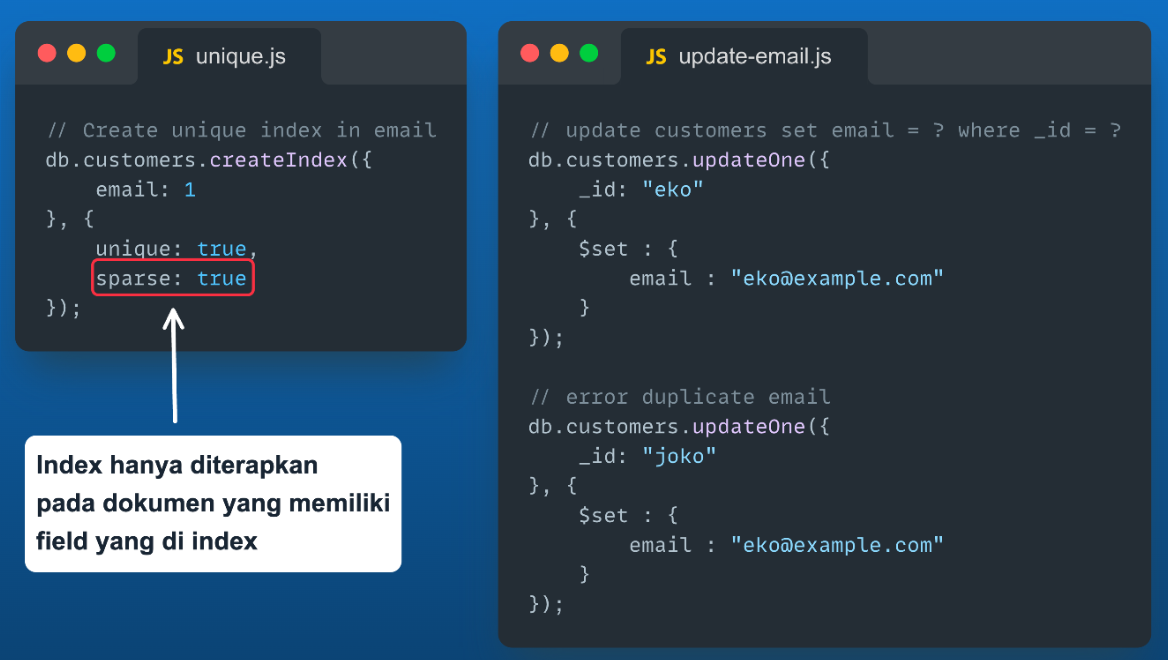 JS unique.js
// Create unique index in email
db.customers.createIndex({
    email: 1
}, {
    unique: true,
    sparse: true
});
Index hanya diterapkan
pada dokumen yang memiliki
field yang di index
JS update-email.js
// update customers set email = ? where _id = ?
db.customers.updateOne({
    _id: "eko"
}, {
    $set : {
        email : "eko@example.com"
    }
});
// error duplicate email
db.customers.updateOne({
    _id: "joko"
}, {
    $set : {
        email : "eko@example.com"
    }
});